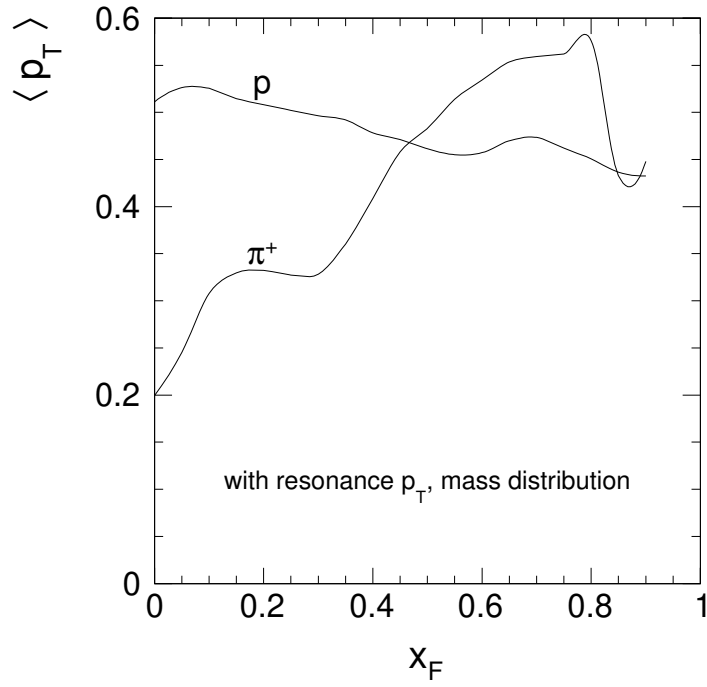 ⟨ p_T ⟩
0.6
0.4
0.2
0
p
π⁺
with resonance p_T, mass distribution
0 0.2 0.4 0.6 0.8 1
x_F